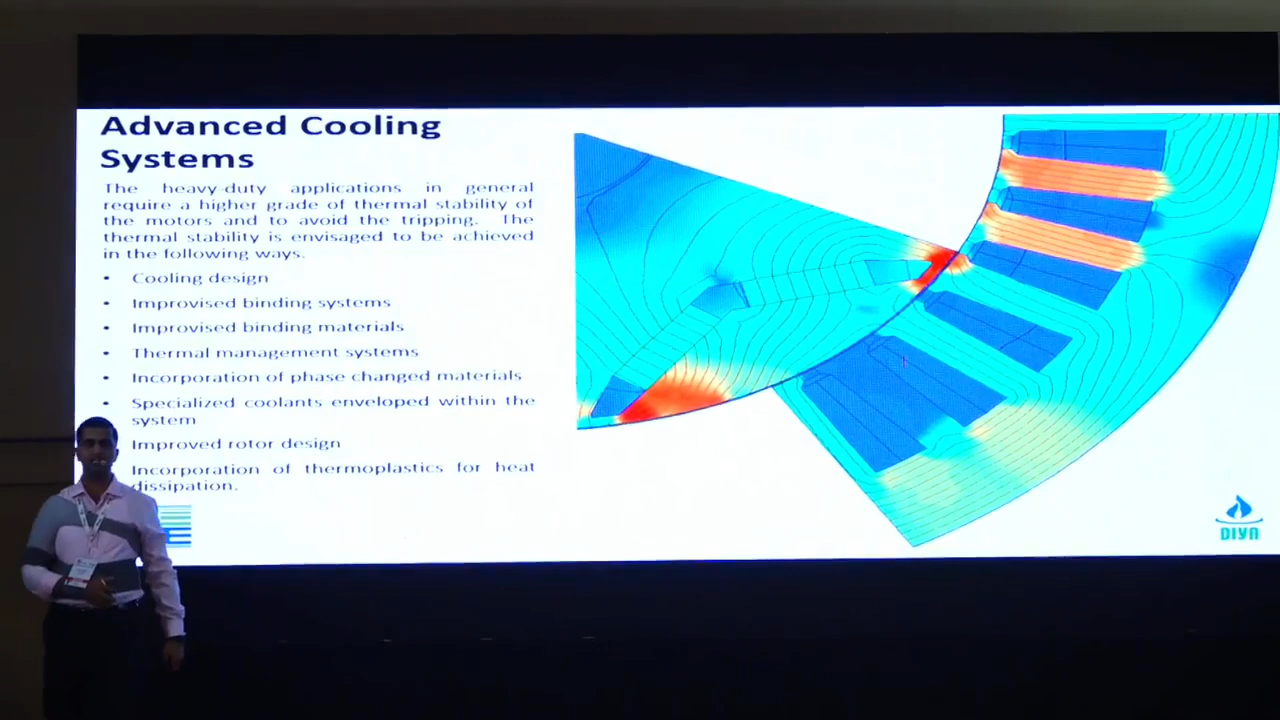 Advanced Cooling
Systems
The heavy-duty applications in general
require a higher grade of thermal stability of
the motors and to avoid the tripping. The
thermal stability is envisaged to be achieved
in the following ways.
• Cooling design
• Improvised binding systems
• Improvised binding materials
• Thermal management systems
• Incorporation of phase changed materials
• Specialized coolants enveloped within the
system
Improved rotor design
Incorporation of thermoplastics for heat
dissipation.
DIYN